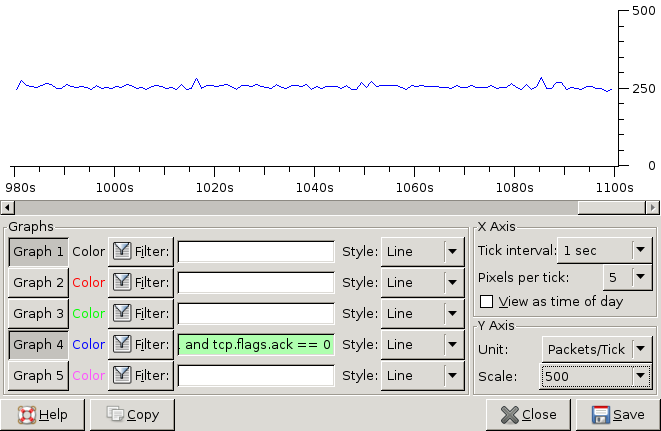 500
250
0
980s 1000s 1020s 1040s 1060s 1080s 1100s
Graphs
Graph 1 Color Filter: Style: Line
Graph 2 Color Filter: Style: Line
Graph 3 Color Filter: Style: Line
Graph 4 Color Filter: and tcp.flags.ack == 0 Style: Line
Graph 5 Color Filter: Style: Line
X Axis
Tick interval: 1 sec
Pixels per tick: 5
View as time of day
Y Axis
Unit: Packets/Tick
Scale: 500
Help Copy Close Save